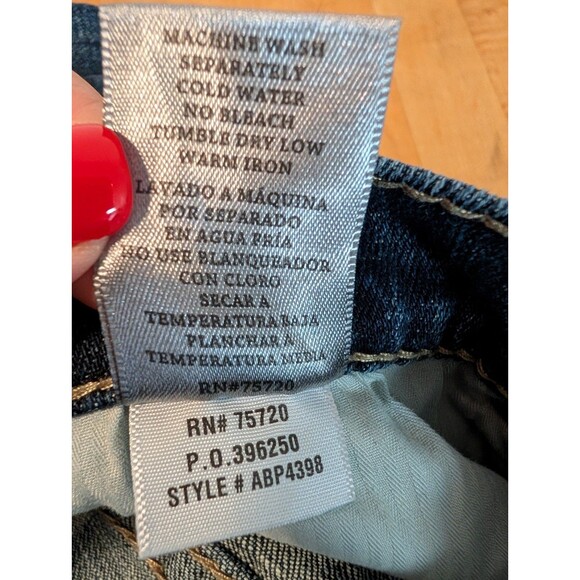 MACHINE WASH
SEPARATELY
COLD WATER
NO BLEACH
TUMBLE DRY LOW
WARM IRON
LAVADO A MÁQUINA
POR SEPARADO
EN AGUA FRIA
NO USE BLANQUEADOR
CON CLORO
SECAR A
TEMPERATURA BAJA
PLANCHAR A
TEMPERATURA MEDIA
RN#75720
RN# 75720
P.O.396250
STYLE # ABP4398